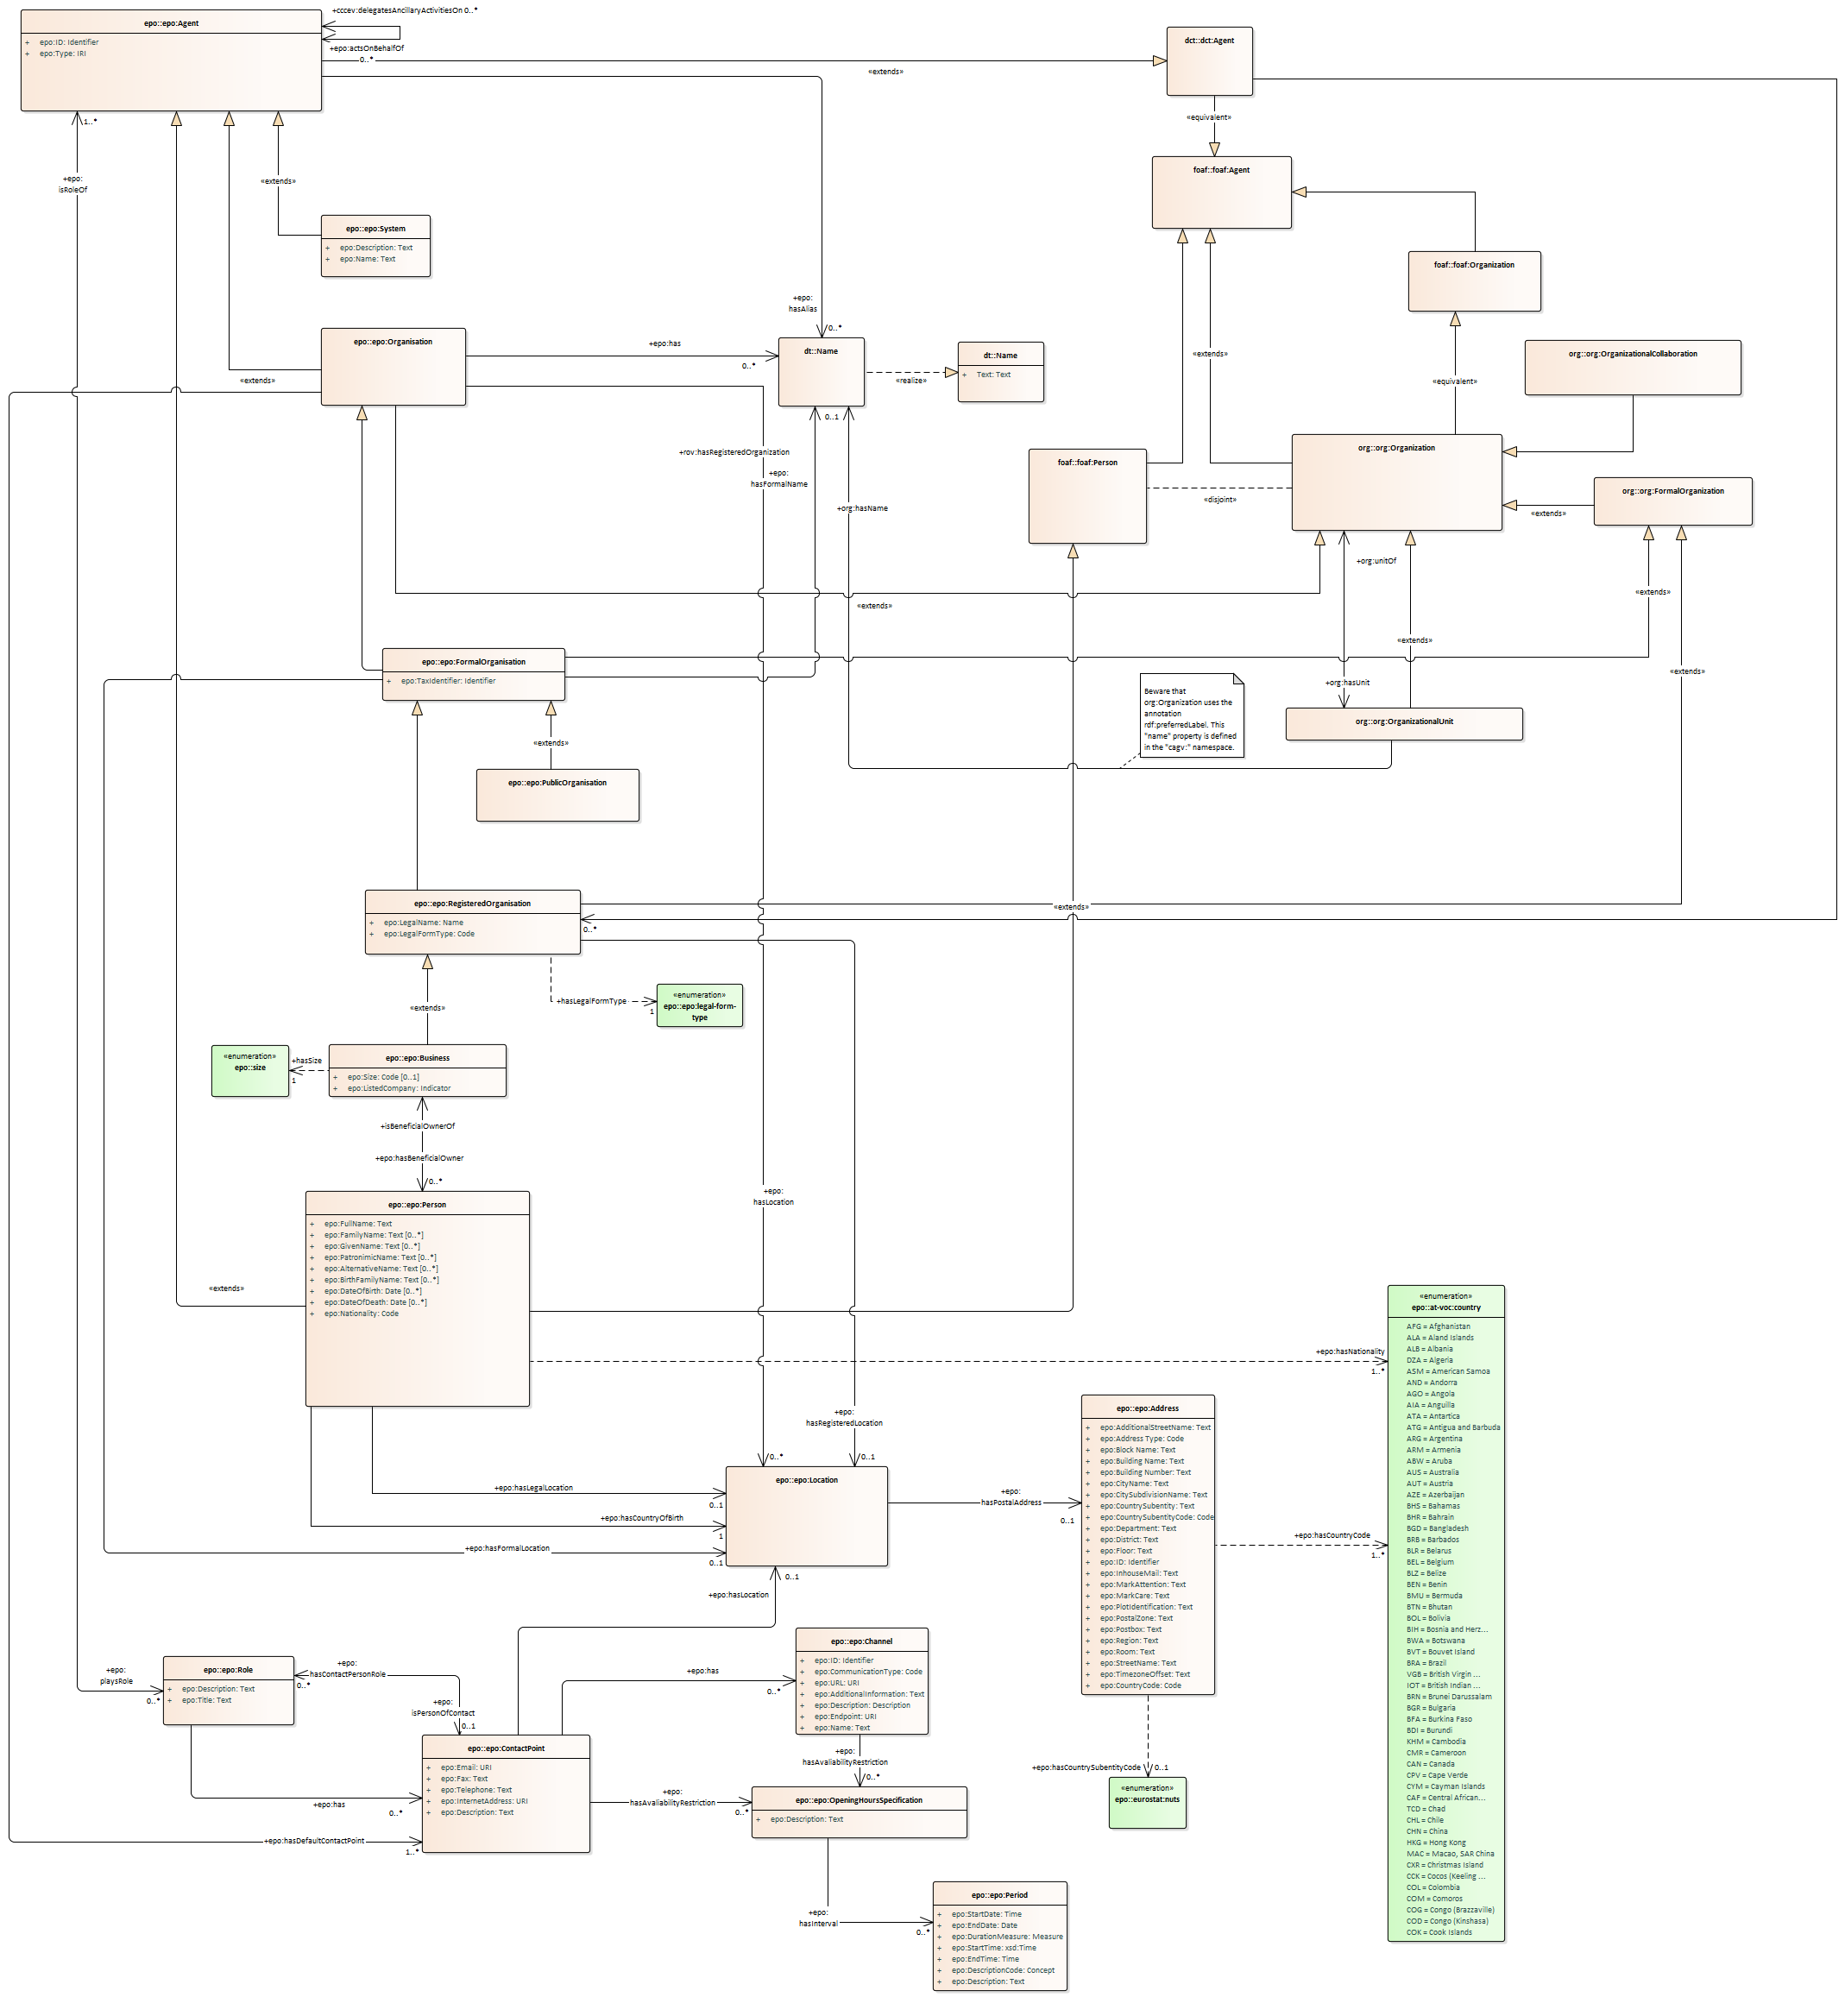 epo::epo:Agent
+ epo:ID: Identifier
+ epo:Type: IRI
+cccev:delegatesAncillaryActivitiesOn 0..*
+epo:actsOnBehalfOf
0..*
«extends»
dct::dct:Agent
«equivalent»
foaf::foaf:Agent
1..*
+epo:
isRoleOf
«extends»
epo::epo:System
+ epo:Description: Text
+ epo:Name: Text
foaf::foaf:Organization
+epo:
hasAlias
0..*
epo::epo:Organisation
+epo:has
0..*
dt::Name
«realize»
dt::Name
+ Text: Text
«extends»
org::org:OrganizationalCollaboration
«extends»
«equivalent»
0..1
+rov:hasRegisteredOrganization
+epo:
hasFormalName
+org:hasName
foaf::foaf:Person
«disjoint»
org::org:Organization
org::org:FormalOrganization
«extends»
+org:unitOf
«extends»
«extends»
«extends»
«extends»
epo::epo:FormalOrganisation
+ epo:TaxIdentifier: Identifier
+org:hasUnit
Beware that
org:Organization uses the
annotation
rdf:preferredLabel. This
"name" property is defined
in the "cagv:" namespace.
org::org:OrganizationalUnit
«extends»
epo::epo:PublicOrganisation
epo::epo:RegisteredOrganisation
+ epo:LegalName: Name
+ epo:LegalFormType: Code
«extends»
0..*
«extends»
+hasLegalFormType
1
«enumeration»
epo::epo:legal-form-
type
«enumeration»
epo::size
+hasSize
1
epo::epo:Business
+ epo:Size: Code [0..1]
+ epo:ListedCompany: Indicator
+isBeneficialOwnerOf
+epo:hasBeneficialOwner
0..*
epo::epo:Person
+ epo:FullName: Text
+ epo:FamilyName: Text [0..*]
+ epo:GivenName: Text [0..*]
+ epo:PatronimicName: Text [0..*]
+ epo:AlternativeName: Text [0..*]
+ epo:BirthFamilyName: Text [0..*]
+ epo:DateOfBirth: Date [0..*]
+ epo:DateOfDeath: Date [0..*]
+ epo:Nationality: Code
+epo:
hasLocation
«extends»
+epo:hasNationality
1..*
«enumeration»
epo::at-voc:country
AFG = Afghanistan
ALA = Aland Islands
ALB = Albania
DZA = Algeria
ASM = American Samoa
AND = Andorra
AGO = Angola
AIA = Anguilla
ATA = Antartica
ATG = Antigua and Barbuda
ARG = Argentina
ARM = Armenia
ABW = Aruba
AUS = Australia
AUT = Austria
AZE = Azerbaijan
BHS = Bahamas
BHR = Bahrain
BGD = Bangladesh
BRB = Barbados
BLR = Belarus
BEL = Belgium
BLZ = Belize
BEN = Benin
BMU = Bermuda
BTN = Bhutan
BOL = Bolivia
BIH = Bosnia and Herz...
BWA = Botswana
BVT = Bouvet Island
BRA = Brazil
VGB = British Virgin ...
IOT = British Indian ...
BRN = Brunei Darussalam
BGR = Bulgaria
BFA = Burkina Faso
BDI = Burundi
KHM = Cambodia
CMR = Cameroon
CAN = Canada
CPV = Cape Verde
CYM = Cayman Islands
CAF = Central African...
TCD = Chad
CHL = Chile
CHN = China
HKG = Hong Kong
MAC = Macao, SAR China
CXR = Christmas Island
CCK = Cocos (Keeling ...
COL = Colombia
COM = Comoros
COG = Congo (Brazzaville)
COD = Congo (Kinshasa)
COK = Cook Islands
+epo:
hasRegisteredLocation
0..*
0..1
epo::epo:Location
+epo:hasLegalLocation
0..1
+epo:hasCountryOfBirth
1
+epo:hasFormalLocation
0..1
+epo:
hasPostalAddress
0..1
epo::epo:Address
+ epo:AdditionalStreetName: Text
+ epo:Address Type: Code
+ epo:Block Name: Text
+ epo:Building Name: Text
+ epo:Building Number: Text
+ epo:CityName: Text
+ epo:CitySubdivisionName: Text
+ epo:CountrySubentity: Text
+ epo:CountrySubentityCode: Code
+ epo:Department: Text
+ epo:District: Text
+ epo:Floor: Text
+ epo:ID: Identifier
+ epo:InhouseMail: Text
+ epo:MarkAttention: Text
+ epo:MarkCare: Text
+ epo:PlotIdentification: Text
+ epo:PostalZone: Text
+ epo:Postbox: Text
+ epo:Region: Text
+ epo:Room: Text
+ epo:StreetName: Text
+ epo:TimezoneOffset: Text
+ epo:CountryCode: Code
+epo:hasCountryCode
1..*
0..1
+epo:hasLocation
+epo:
playsRole
0..*
epo::epo:Role
+ epo:Description: Text
+ epo:Title: Text
+epo:
hasContactPersonRole
0..*
+epo:
isPersonOfContact
0..1
+epo:has
0..*
epo::epo:Channel
+ epo:ID: Identifier
+ epo:CommunicationType: Code
+ epo:URL: URI
+ epo:AdditionalInformation: Text
+ epo:Description: Description
+ epo:Endpoint: URI
+ epo:Name: Text
+epo:
hasAvaliabilityRestriction
0..*
epo::epo:ContactPoint
+ epo:Email: URI
+ epo:Fax: Text
+ epo:Telephone: Text
+ epo:InternetAddress: URI
+ epo:Description: Text
+epo:has
0..*
+epo:hasDefaultContactPoint
1..*
+epo:
hasAvaliabilityRestriction
0..*
epo::epo:OpeningHoursSpecification
+ epo:Description: Text
+epo:hasCountrySubentityCode
0..1
«enumeration»
epo::eurostat:nuts
+epo:
hasInterval
0..*
epo::epo:Period
+ epo:StartDate: Time
+ epo:EndDate: Date
+ epo:DurationMeasure: Measure
+ epo:StartTime: xsd:Time
+ epo:EndTime: Time
+ epo:DescriptionCode: Concept
+ epo:Description: Text